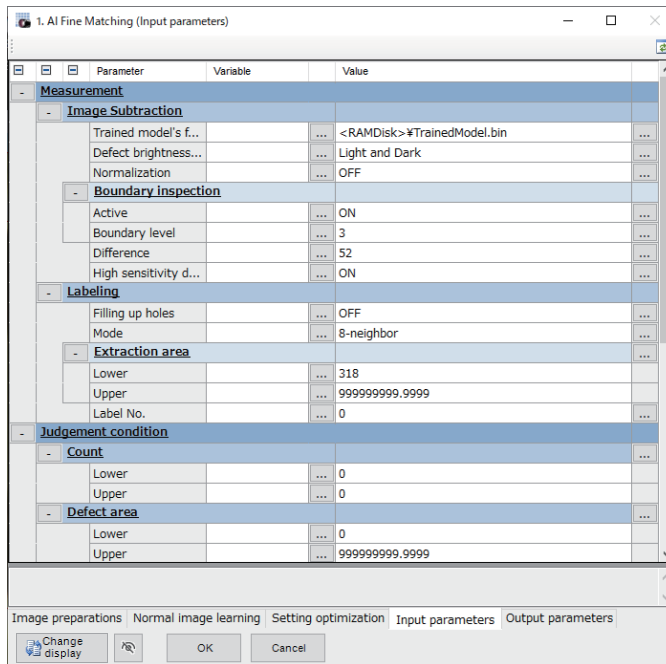 1. AI Fine Matching (Input parameters)
Parameter Variable Value
- Measurement
- Image Subtraction
Trained model's f... ... <RAMDisk>¥TrainedModel.bin ...
Defect brightness... ... Light and Dark ...
Normalization ... OFF ...
- Boundary inspection
Active ... ON ...
Boundary level ... 3 ...
Difference ... 52 ...
High sensitivity d... ... ON ...
- Labeling
Filling up holes ... OFF ...
Mode ... 8-neighbor ...
- Extraction area ...
Lower ... 318
Upper ... 999999999.9999
Label No. ... 0 ...
- Judgement condition
- Count ...
Lower ... 0
Upper ... 0
- Defect area ...
Lower ... 0
Upper ... 999999999.9999
Image preparations Normal image learning Setting optimization Input parameters Output parameters
Change display OK Cancel